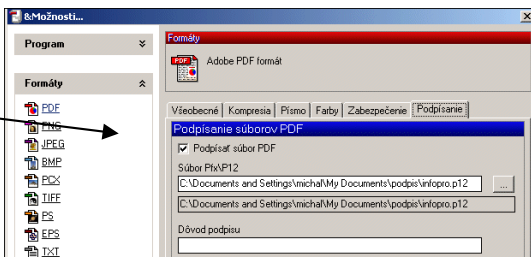 &Možnosti...
Program
Formáty
PDF
PNG
JPEG
BMP
PCX
TIFF
PS
EPS
TXT
Formáty
PDF
Adobe PDF formát
Všeobecné Kompresia Písmo Farby Zabezpečenie Podpísanie
Podpísanie súborov PDF
Podpísať súbor PDF
Súbor Pfx\P12
C:\Documents and Settings\michal\My Documents\podpis\infopro.p12
...
C:\Documents and Settings\michal\My Documents\podpis\infopro.p12
Dôvod podpisu